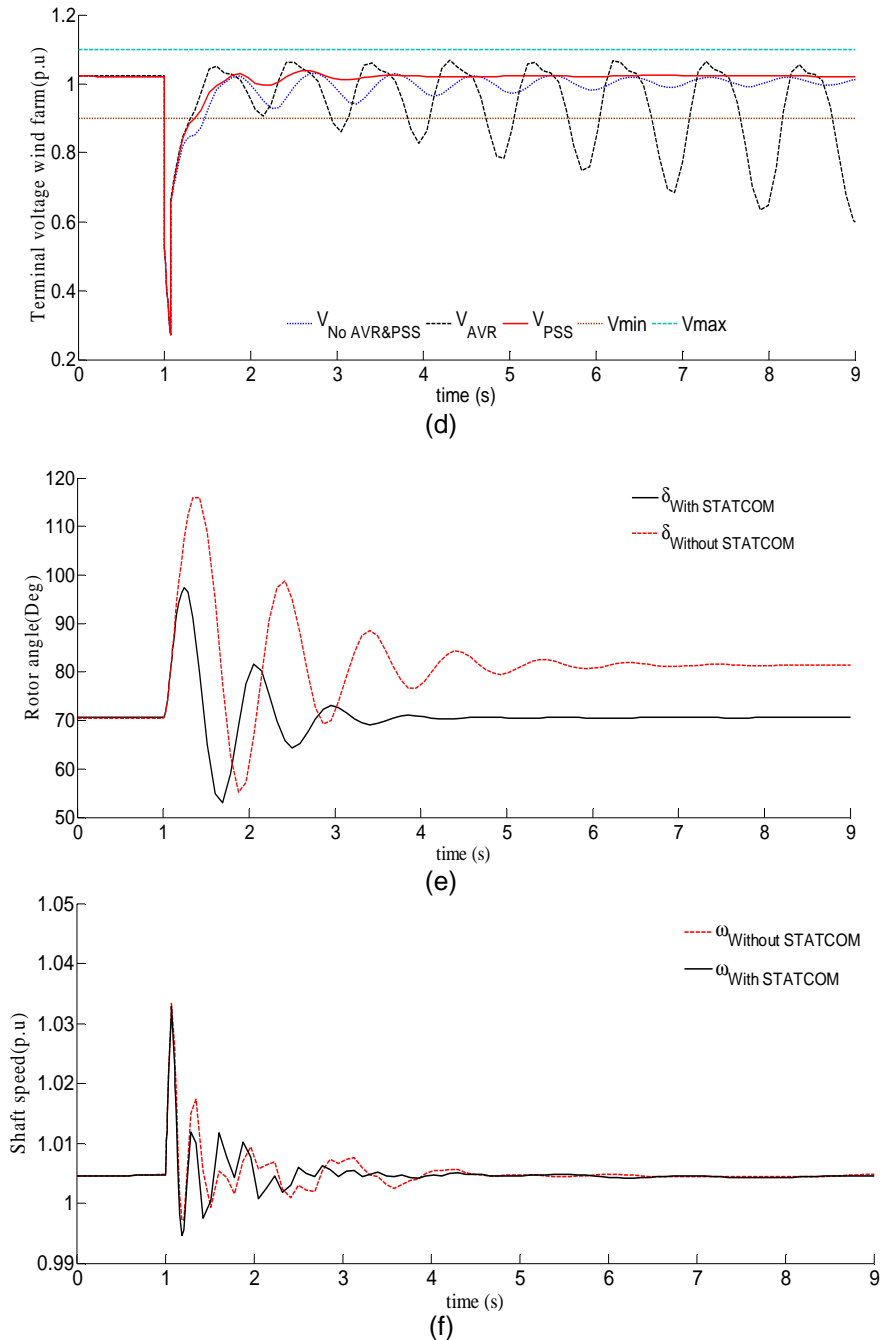 Terminal voltage wind farm(p.u)
1.2
1
0.8
0.6
0.4
0.2
V No AVR&PSS V AVR V PSS Vmin Vmax
0 1 2 3 4 5 6 7 8 9
time (s)
(d)
Rotor angle(Deg)
120
110
100
90
80
70
60
50
δ With STATCOM
δ Without STATCOM
0 1 2 3 4 5 6 7 8 9
time (s)
(e)
Shaft speed(p.u)
1.05
1.04
1.03
1.02
1.01
1
0.99
ω Without STATCOM
ω With STATCOM
0 1 2 3 4 5 6 7 8 9
time (s)
(f)